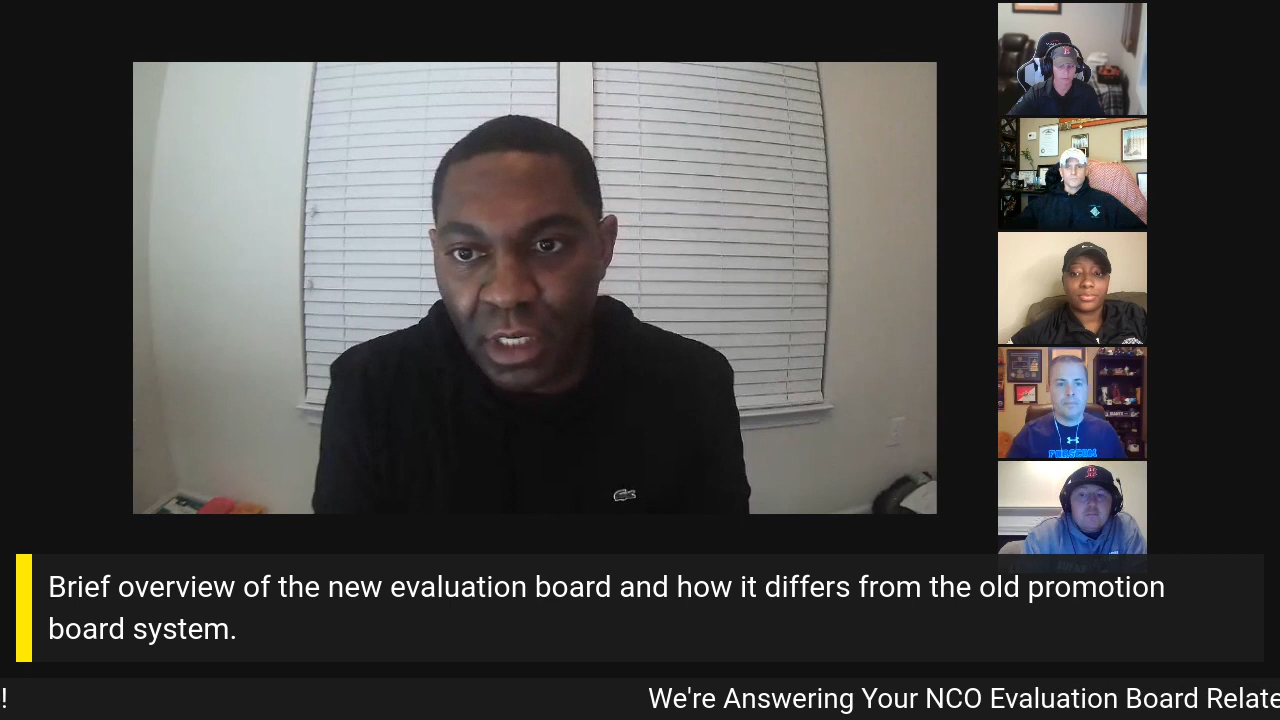 Brief overview of the new evaluation board and how it differs from the old promotion
board system.
! We're Answering Your NCO Evaluation Board Relate